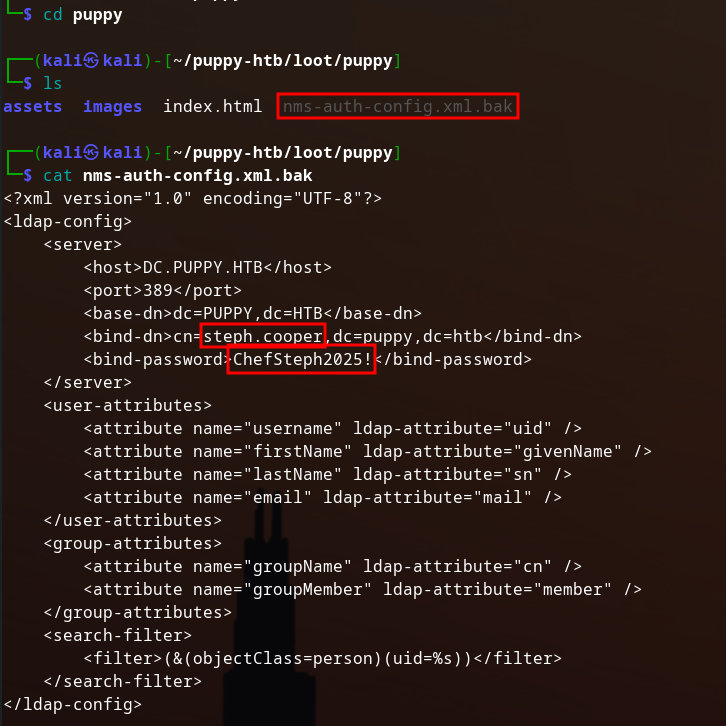 └─$ cd puppy
┌──(kali㉿kali)-[~/puppy-htb/loot/puppy]
└─$ ls
assets  images  index.html  nms-auth-config.xml.bak
┌──(kali㉿kali)-[~/puppy-htb/loot/puppy]
└─$ cat nms-auth-config.xml.bak
<?xml version="1.0" encoding="UTF-8"?>
<ldap-config>
    <server>
        <host>DC.PUPPY.HTB</host>
        <port>389</port>
        <base-dn>dc=PUPPY,dc=HTB</base-dn>
        <bind-dn>cn=steph.cooper,dc=puppy,dc=htb</bind-dn>
        <bind-password>ChefSteph2025!</bind-password>
    </server>
    <user-attributes>
        <attribute name="username" ldap-attribute="uid" />
        <attribute name="firstName" ldap-attribute="givenName" />
        <attribute name="lastName" ldap-attribute="sn" />
        <attribute name="email" ldap-attribute="mail" />
    </user-attributes>
    <group-attributes>
        <attribute name="groupName" ldap-attribute="cn" />
        <attribute name="groupMember" ldap-attribute="member" />
    </group-attributes>
    <search-filter>
        <filter>(&(objectClass=person)(uid=%s))</filter>
    </search-filter>
</ldap-config>